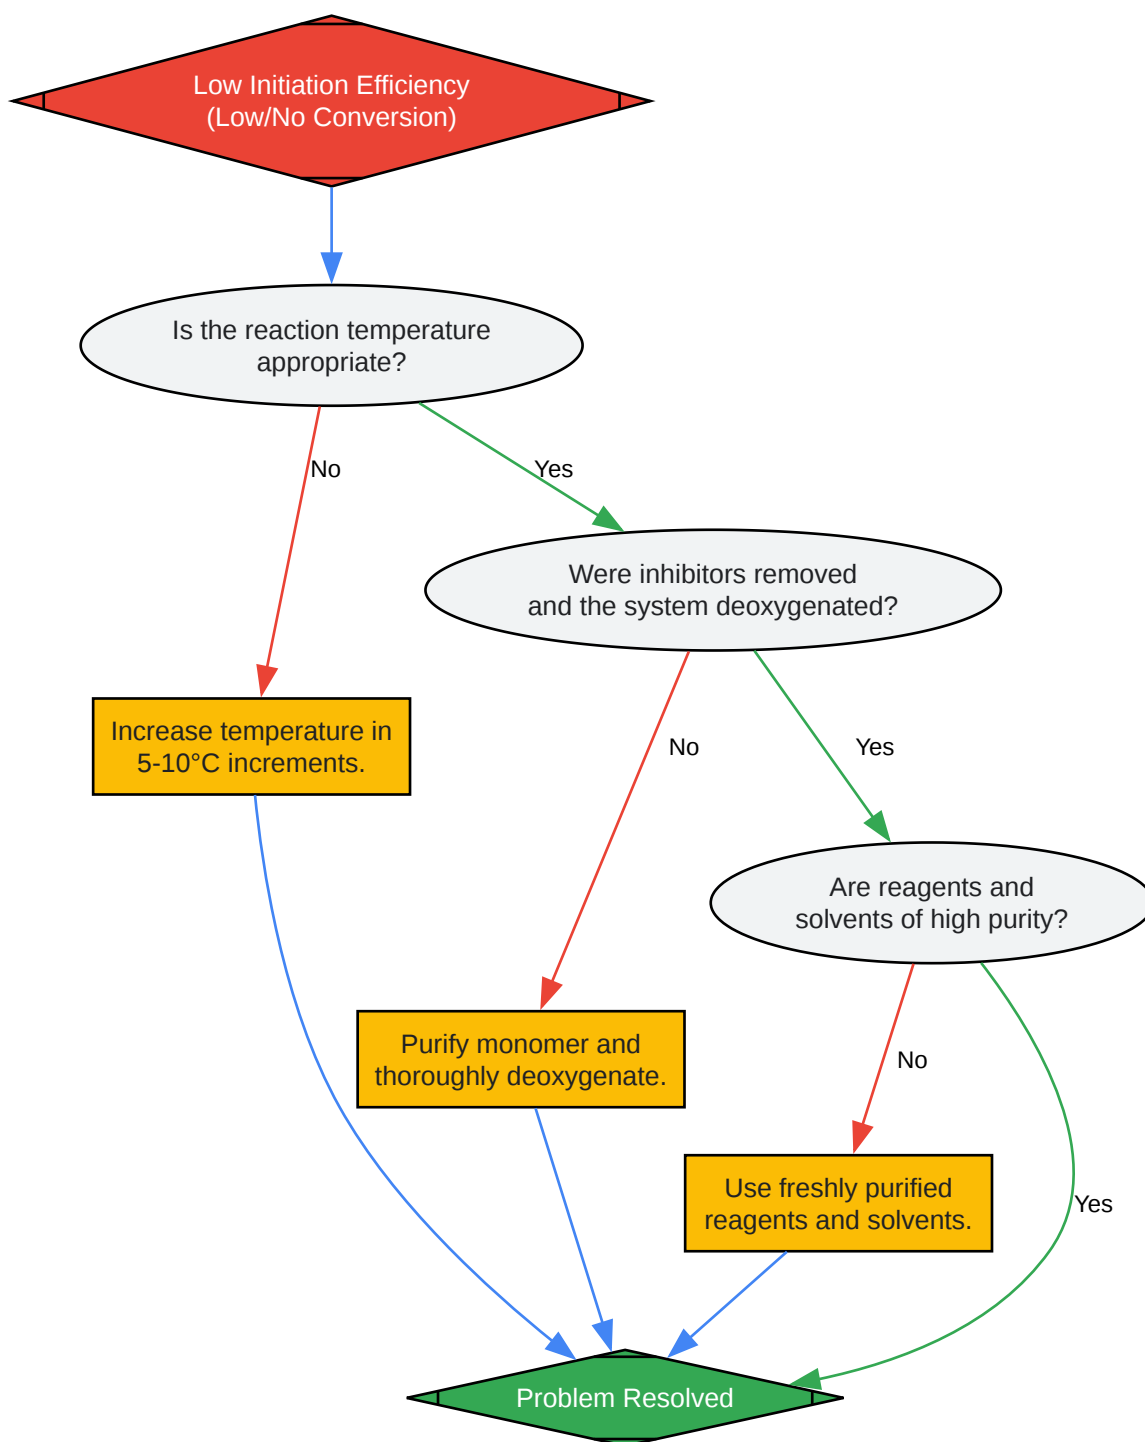 Low Initiation Efficiency
(Low/No Conversion)
Is the reaction temperature
appropriate?
No
Yes
Were inhibitors removed
and the system deoxygenated?
Increase temperature in
5-10°C increments.
No
Yes
Are reagents and
solvents of high purity?
Purify monomer and
thoroughly deoxygenate.
No
Use freshly purified
reagents and solvents.
Yes
Problem Resolved